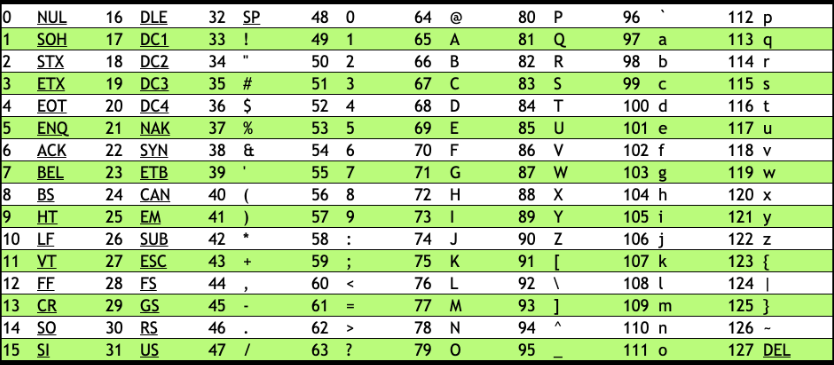 0 NUL 16 DLE 32 SP 48 0 64 @ 80 P 96 ` 112 p
1 SOH 17 DC1 33 ! 49 1 65 A 81 Q 97 a 113 q
2 STX 18 DC2 34 " 50 2 66 B 82 R 98 b 114 r
3 ETX 19 DC3 35 # 51 3 67 C 83 S 99 c 115 s
4 EOT 20 DC4 36 $ 52 4 68 D 84 T 100 d 116 t
5 ENQ 21 NAK 37 % 53 5 69 E 85 U 101 e 117 u
6 ACK 22 SYN 38 & 54 6 70 F 86 V 102 f 118 v
7 BEL 23 ETB 39 ' 55 7 71 G 87 W 103 g 119 w
8 BS 24 CAN 40 ( 56 8 72 H 88 X 104 h 120 x
9 HT 25 EM 41 ) 57 9 73 I 89 Y 105 i 121 y
10 LF 26 SUB 42 * 58 : 74 J 90 Z 106 j 122 z
11 VT 27 ESC 43 + 59 ; 75 K 91 [ 107 k 123 {
12 FF 28 FS 44 , 60 < 76 L 92 \ 108 l 124 |
13 CR 29 GS 45 - 61 = 77 M 93 ] 109 m 125 }
14 SO 30 RS 46 . 62 > 78 N 94 ^ 110 n 126 ~
15 SI 31 US 47 / 63 ? 79 O 95 _ 111 o 127 DEL